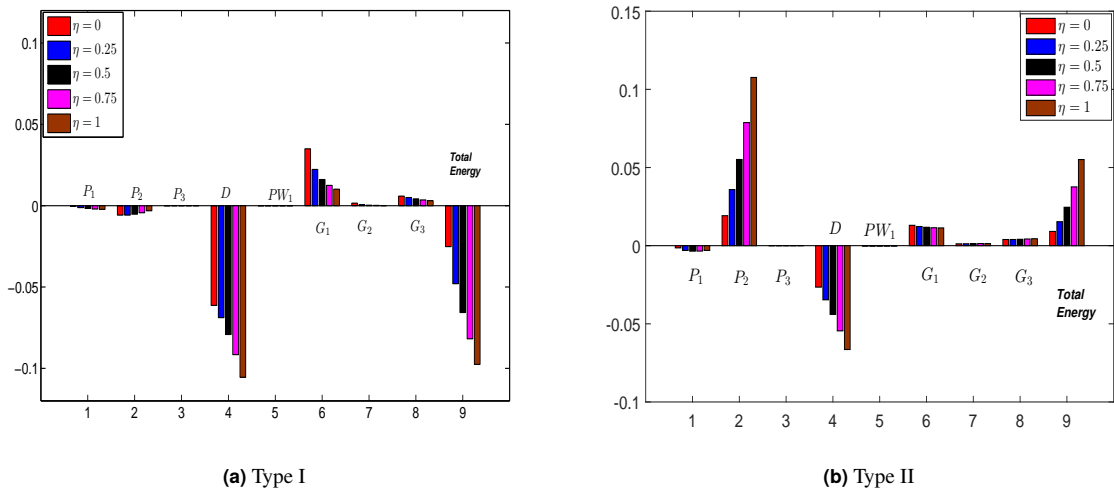 0.1
0.05
0
−0.05
−0.1
1 2 3 4 5 6 7 8 9
η = 0
η = 0.25
η = 0.5
η = 0.75
η = 1
P₁ P₂ P₃ D PW₁
G₁ G₂ G₃
Total
Energy
(a) Type I
0.15
0.1
0.05
0
-0.05
-0.1
1 2 3 4 5 6 7 8 9
η = 0
η = 0.25
η = 0.5
η = 0.75
η = 1
D PW₁
P₁ P₂ P₃ G₁ G₂ G₃
Total
Energy
(b) Type II